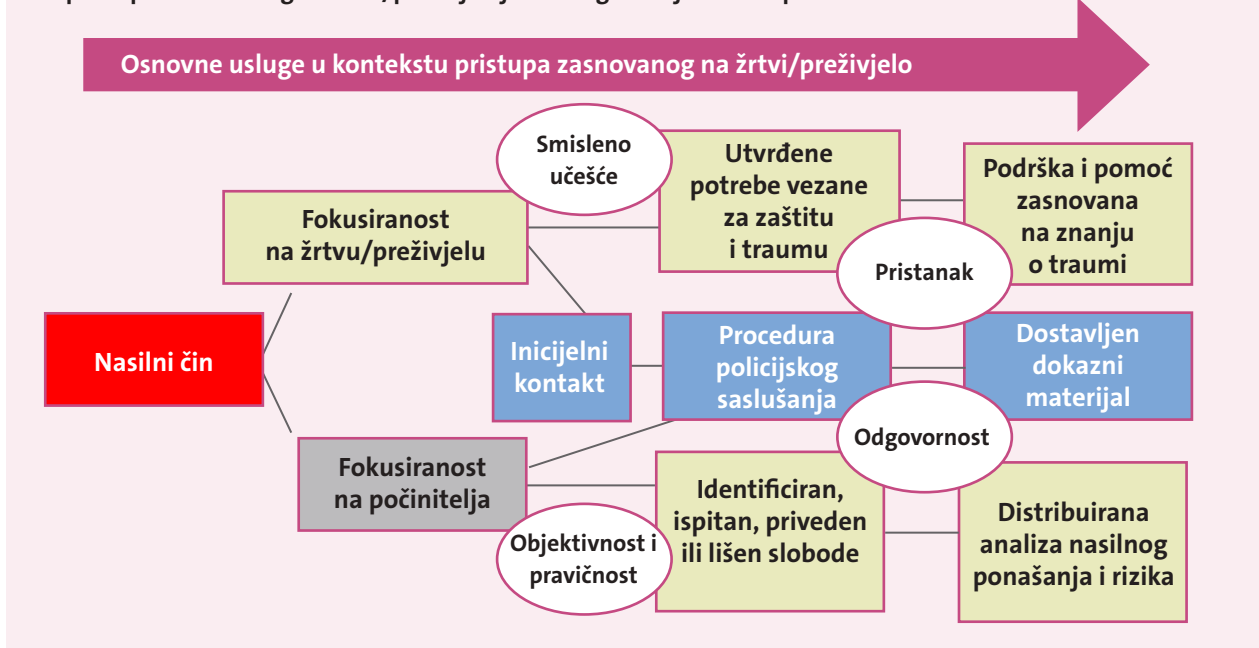 Osnovne usluge u kontekstu pristupa zasnovanog na žrtvi/preživjelo
Smisleno
učešće
Utvrđene
potrebe vezane
za zaštitu
i traumu
Podrška i pomoć
zasnovana
na znanju
o traumi
Fokusiranost
na žrtvu/preživjelu
Pristanak
Nasilni čin
Inicijelni
kontakt
Procedura
policijskog
saslušanja
Dostavljen
dokazni
materijal
Odgovornost
Fokusiranost
na počinitelja
Identificiran,
ispitan, priveden
ili lišen slobode
Distribuirana
analiza nasilnog
ponašanja i rizika
Objektivnost i
pravičnost